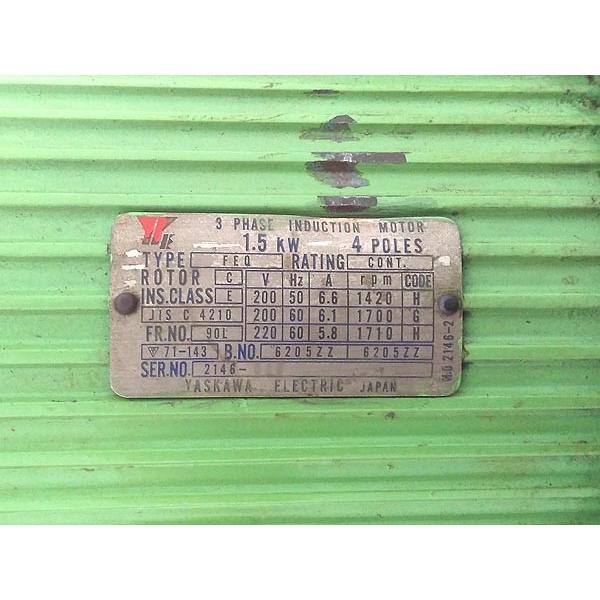 3 PHASE INDUCTION MOTOR
1.5 KW 4 POLES
TYPE FEQ RATING CONT.
ROTOR C V Hz A rpm CODE
INS.CLASS E 200 50 6.6 1420 H
JIS C 4210 200 60 6.1 1700 G
FR.NO. 90L 220 60 5.8 1710 H
71-143 B.NO. 6205ZZ 6205ZZ
SER.NO. 2146-
YASKAWA ELECTRIC JAPAN
2146-2